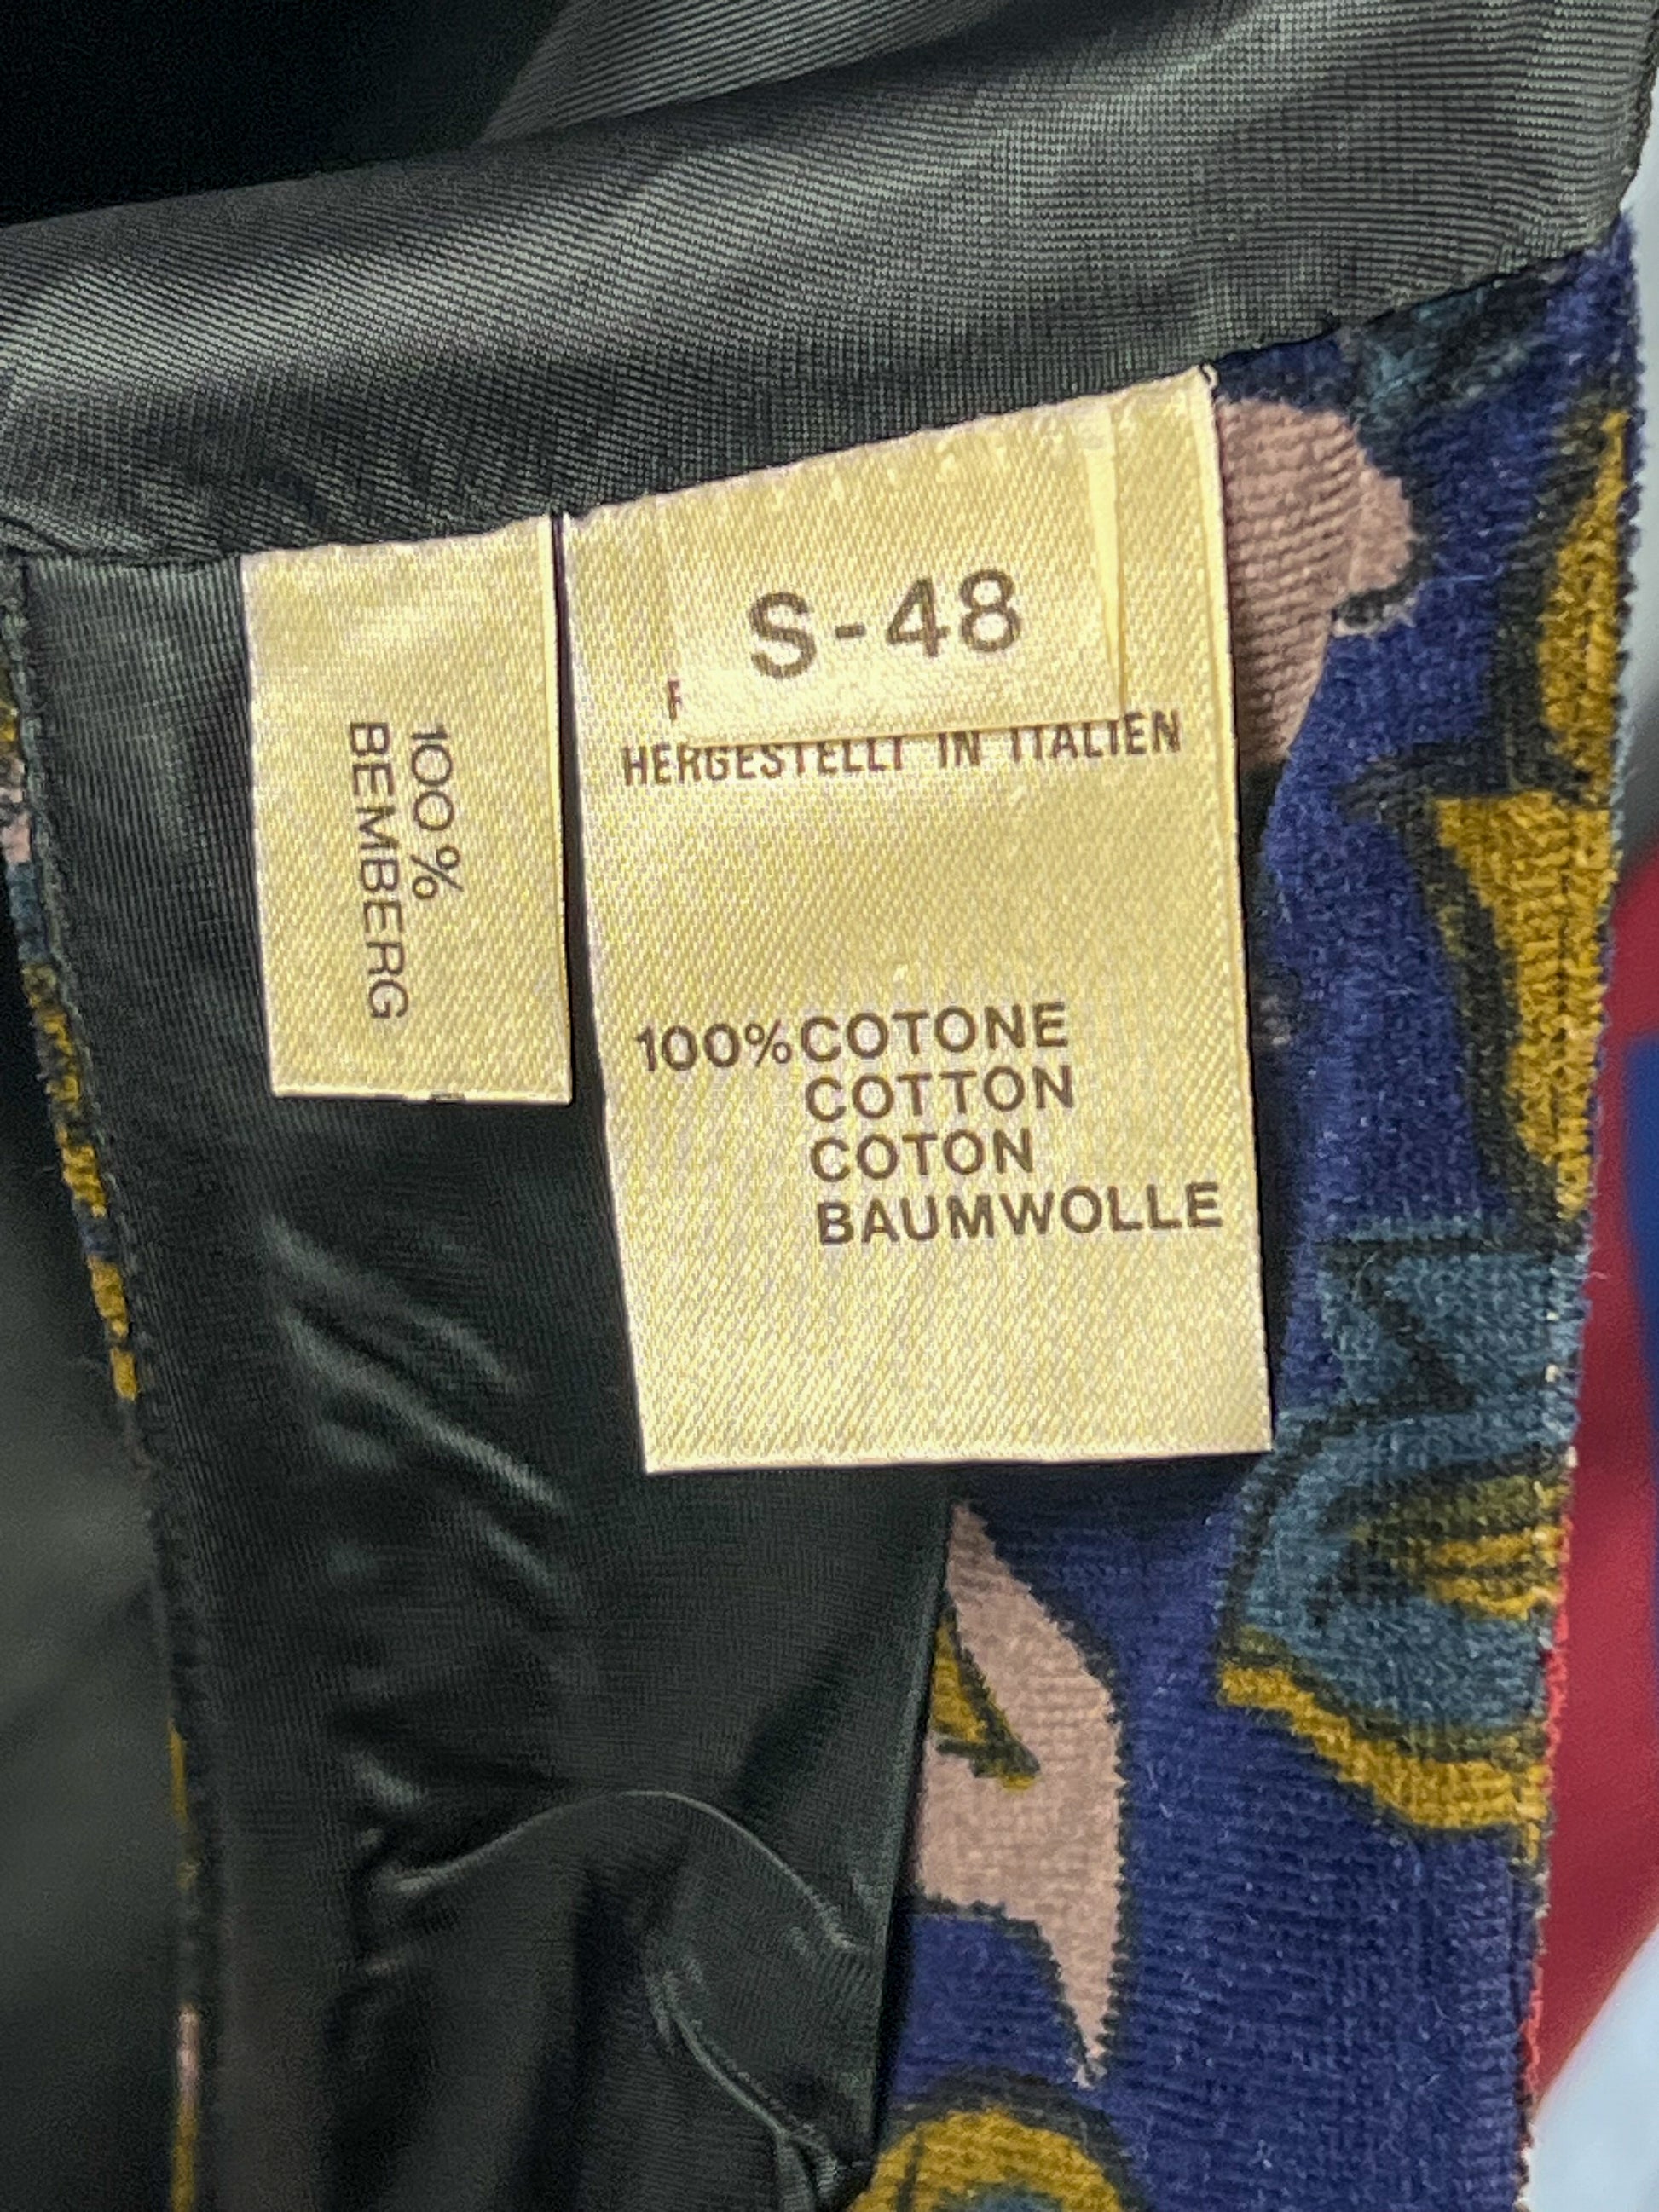 100%
BEMBERG
S-48
HERGESTELLT IN ITALIEN
100% COTONE
COTTON
COTON
BAUMWOLLE